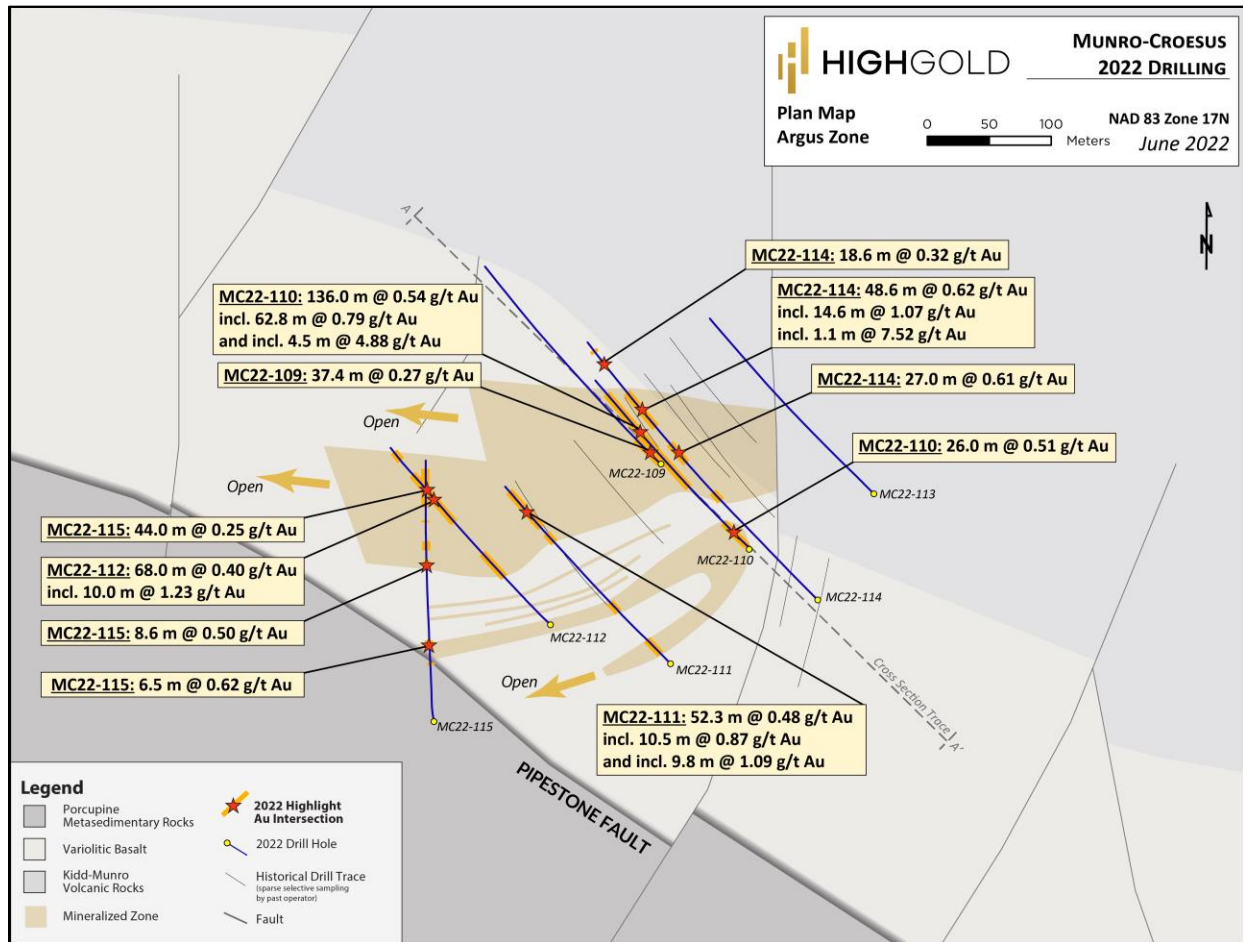 HIGHGOLD
MUNRO-CROESUS
2022 DRILLING
Plan Map
Argus Zone
0 50 100
Meters
NAD 83 Zone 17N
June 2022
N
A
A'
Cross Section Trace
MC22-114: 18.6 m @ 0.32 g/t Au
MC22-114: 48.6 m @ 0.62 g/t Au
incl. 14.6 m @ 1.07 g/t Au
incl. 1.1 m @ 7.52 g/t Au
MC22-110: 136.0 m @ 0.54 g/t Au
incl. 62.8 m @ 0.79 g/t Au
and incl. 4.5 m @ 4.88 g/t Au
MC22-109: 37.4 m @ 0.27 g/t Au
MC22-114: 27.0 m @ 0.61 g/t Au
MC22-110: 26.0 m @ 0.51 g/t Au
Open
Open
Open
MC22-109
MC22-113
MC22-110
MC22-114
MC22-112
MC22-111
MC22-115
MC22-115: 44.0 m @ 0.25 g/t Au
MC22-112: 68.0 m @ 0.40 g/t Au
incl. 10.0 m @ 1.23 g/t Au
MC22-115: 8.6 m @ 0.50 g/t Au
MC22-115: 6.5 m @ 0.62 g/t Au
MC22-111: 52.3 m @ 0.48 g/t Au
incl. 10.5 m @ 0.87 g/t Au
and incl. 9.8 m @ 1.09 g/t Au
PIPESTONE FAULT
Legend
Porcupine
Metasedimentary Rocks
Variolitic Basalt
Kidd-Munro
Volcanic Rocks
Mineralized Zone
2022 Highlight
Au Intersection
2022 Drill Hole
Historical Drill Trace
(sparse selective sampling
by past operator)
Fault